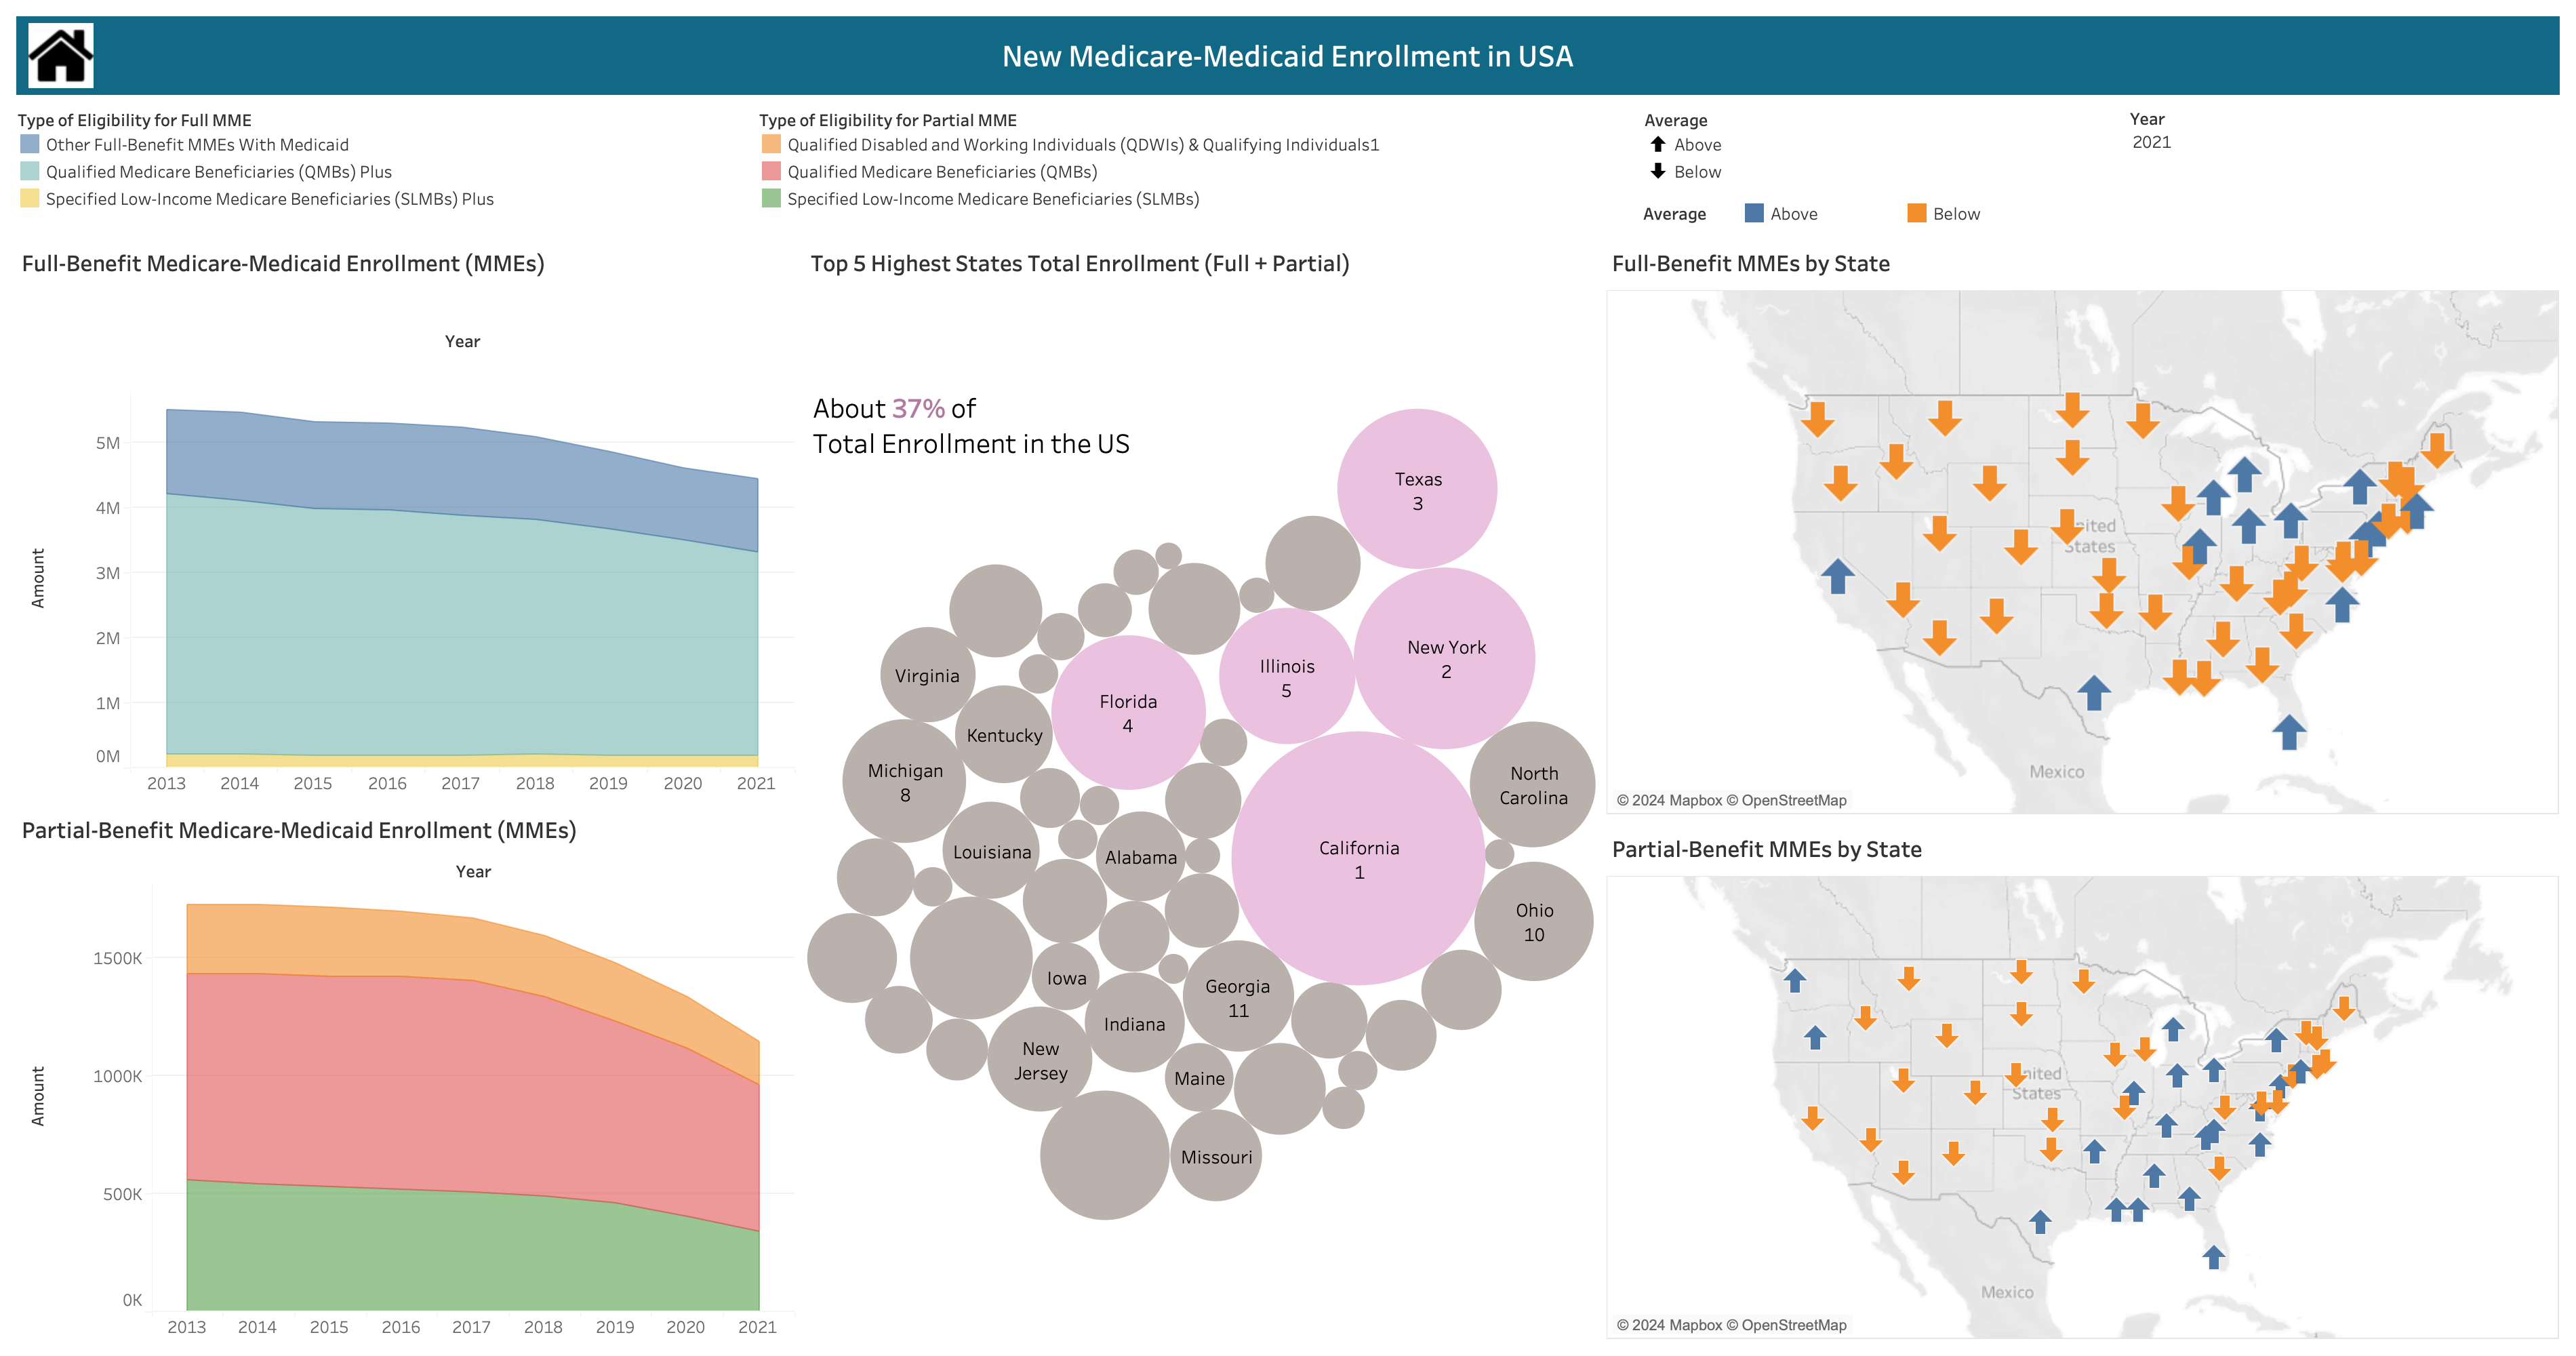 New Medicare-Medicaid Enrollment in USA
Type of Eligibility for Full MME
Other Full-Benefit MMEs With Medicaid
Qualified Medicare Beneficiaries (QMBs) Plus
Specified Low-Income Medicare Beneficiaries (SLMBs) Plus
Type of Eligibility for Partial MME
Qualified Disabled and Working Individuals (QDWIs) & Qualifying Individuals1
Qualified Medicare Beneficiaries (QMBs)
Specified Low-Income Medicare Beneficiaries (SLMBs)
Average
Above
Below
Average Above Below
Year
2021
Full-Benefit Medicare-Medicaid Enrollment (MMEs)
Year
Amount
5M
4M
3M
2M
1M
0M
2013 2014 2015 2016 2017 2018 2019 2020 2021
Partial-Benefit Medicare-Medicaid Enrollment (MMEs)
Year
Amount
1500K
1000K
500K
0K
2013 2014 2015 2016 2017 2018 2019 2020 2021
Top 5 Highest States Total Enrollment (Full + Partial)
About 37% of
Total Enrollment in the US
Texas
3
New York
2
Illinois
5
Virginia
Florida
4
Kentucky
Michigan
8
North
Carolina
Louisiana
Alabama
California
1
Ohio
10
Iowa
Georgia
11
Indiana
New
Jersey
Maine
Missouri
Full-Benefit MMEs by State
United
States
Mexico
© 2024 Mapbox © OpenStreetMap
Partial-Benefit MMEs by State
United
States
Mexico
© 2024 Mapbox © OpenStreetMap